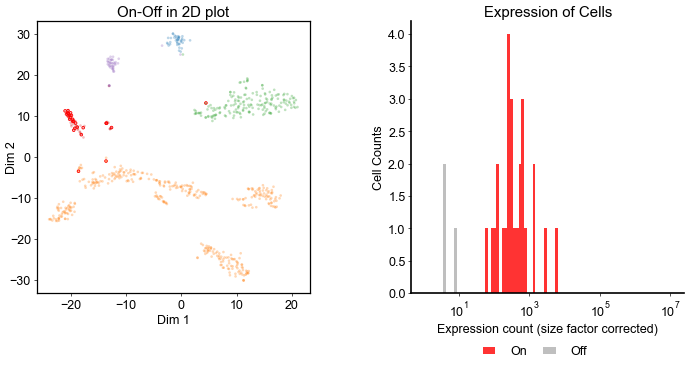 On-Off in 2D plot
30
20
10
0
−10
−20
−30
Dim 2
−20 −10 0 10 20
Dim 1
Expression of Cells
4.0
3.5
3.0
2.5
2.0
1.5
1.0
0.5
0.0
Cell Counts
10^1 10^3 10^5 10^7
Expression count (size factor corrected)
On Off